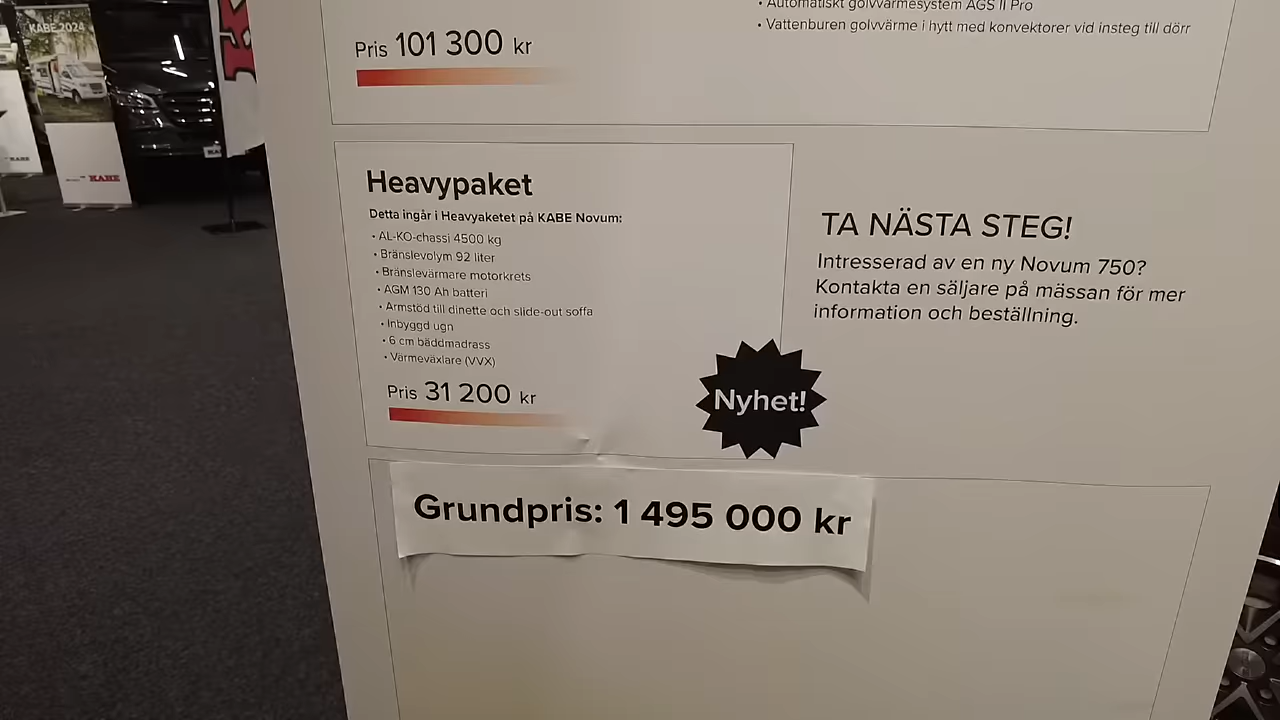 KABE 2024
KABE
KABE
• Automatiskt golvvärmesystem AGS II Pro
• Vattenburen golvvärme i hytt med konvektorer vid insteg till dörr
Pris 101 300 kr
Heavypaket
Detta ingår i Heavyaketet på KABE Novum:
• AL-KO-chassi 4500 kg
• Bränslevolym 92 liter
• Bränslevärmare motorkrets
• AGM 130 Ah batteri
• Armstöd till dinette och slide-out soffa
• Inbyggd ugn
• 6 cm bäddmadrass
• Värmeväxlare (VVX)
Pris 31 200 kr
Nyhet!
TA NÄSTA STEG!
Intresserad av en ny Novum 750?
Kontakta en säljare på mässan för mer
information och beställning.
Grundpris: 1 495 000 kr